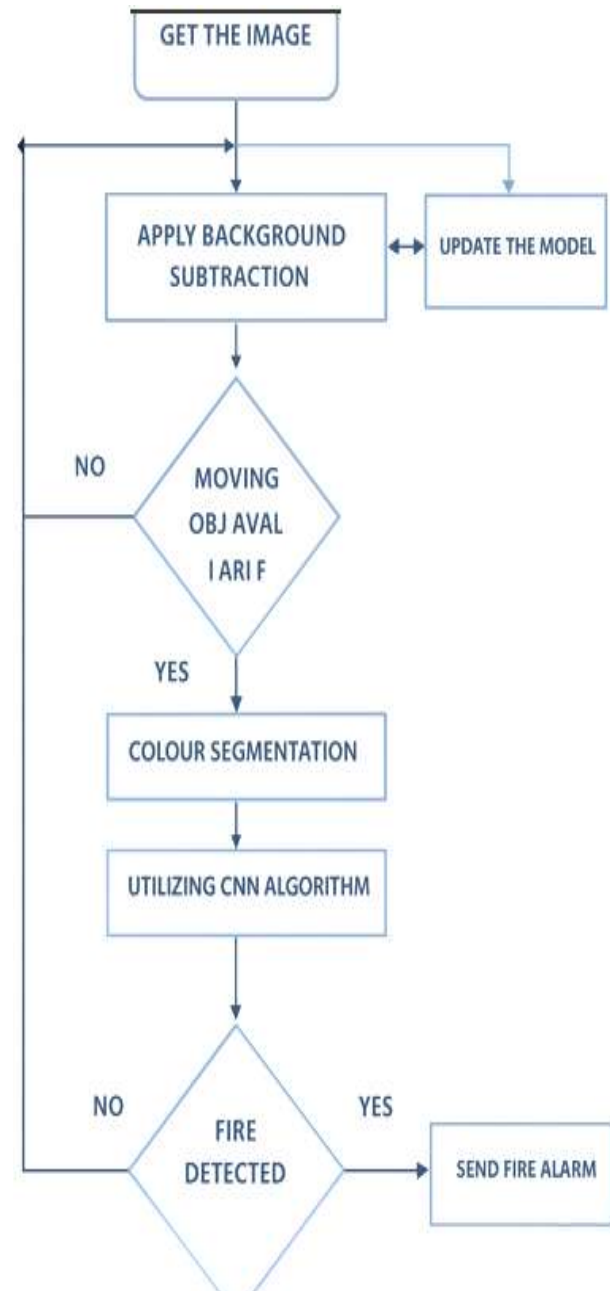 GET THE IMAGE
APPLY BACKGROUND
SUBTRACTION
UPDATE THE MODEL
NO
MOVING
OBJ AVAL
I ARI F
YES
COLOUR SEGMENTATION
UTILIZING CNN ALGORITHM
NO
YES
FIRE
DETECTED
SEND FIRE ALARM